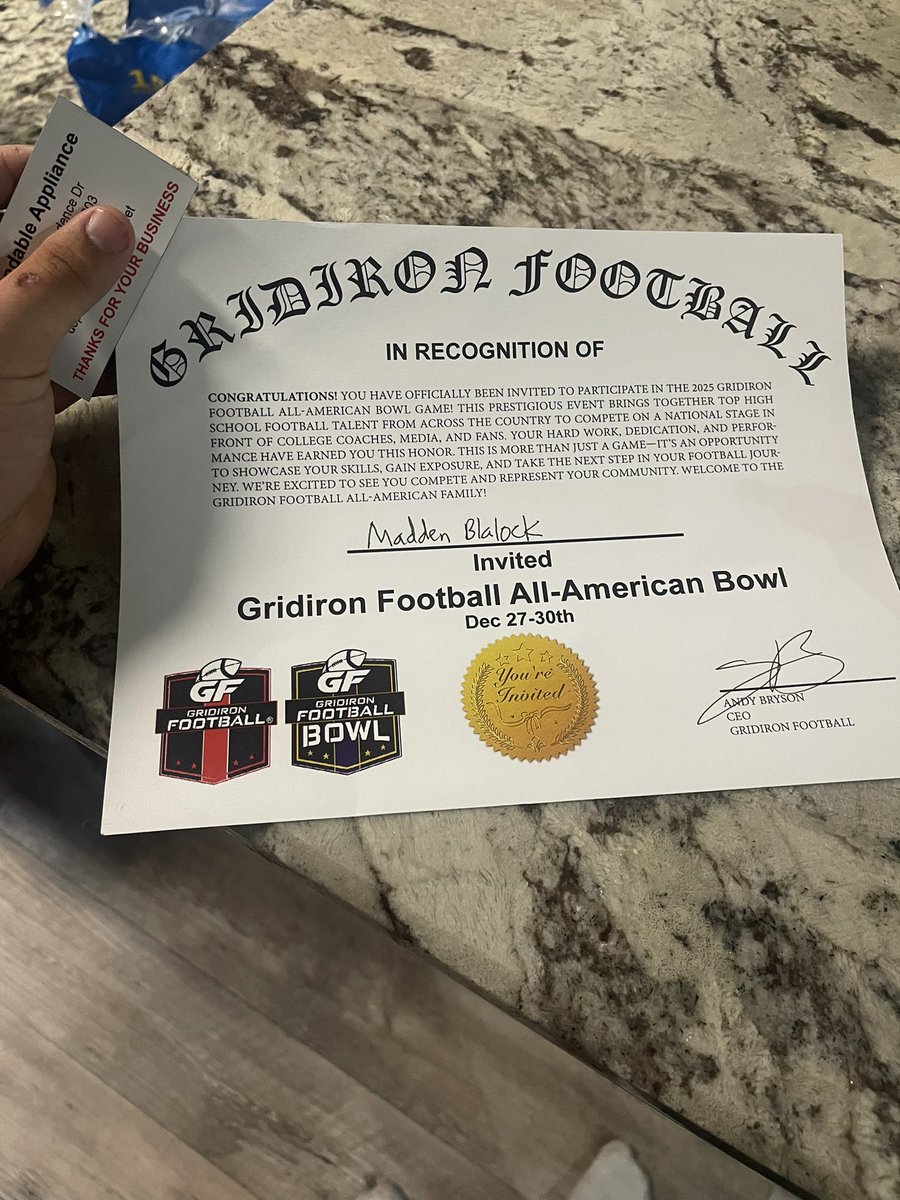 GRIDIRON FOOTBALL
IN RECOGNITION OF
CONGRATULATIONS! YOU HAVE OFFICIALLY BEEN INVITED TO PARTICIPATE IN THE 2025 GRIDIRON
FOOTBALL ALL-AMERICAN BOWL GAME! THIS PRESTIGIOUS EVENT BRINGS TOGETHER TOP HIGH
SCHOOL FOOTBALL TALENT FROM ACROSS THE COUNTRY TO COMPETE ON A NATIONAL STAGE IN
FRONT OF COLLEGE COACHES, MEDIA, AND FANS. YOUR HARD WORK, DEDICATION, AND PERFOR-
MANCE HAVE EARNED YOU THIS HONOR. THIS IS MORE THAN JUST A GAME—IT'S AN OPPORTUNITY
TO SHOWCASE YOUR SKILLS, GAIN EXPOSURE, AND TAKE THE NEXT STEP IN YOUR FOOTBALL JOUR-
NEY. WE'RE EXCITED TO SEE YOU COMPETE AND REPRESENT YOUR COMMUNITY. WELCOME TO THE
GRIDIRON FOOTBALL ALL-AMERICAN FAMILY!
Madden Blalock
Invited
Gridiron Football All-American Bowl
Dec 27-30th
GF
GRIDIRON
FOOTBALL®
GF
GRIDIRON
FOOTBALL
BOWL
You're
Invited
ANDY BRYSON
CEO
GRIDIRON FOOTBALL
Appliance
Dr
THANKS FOR YOUR BUSINESS